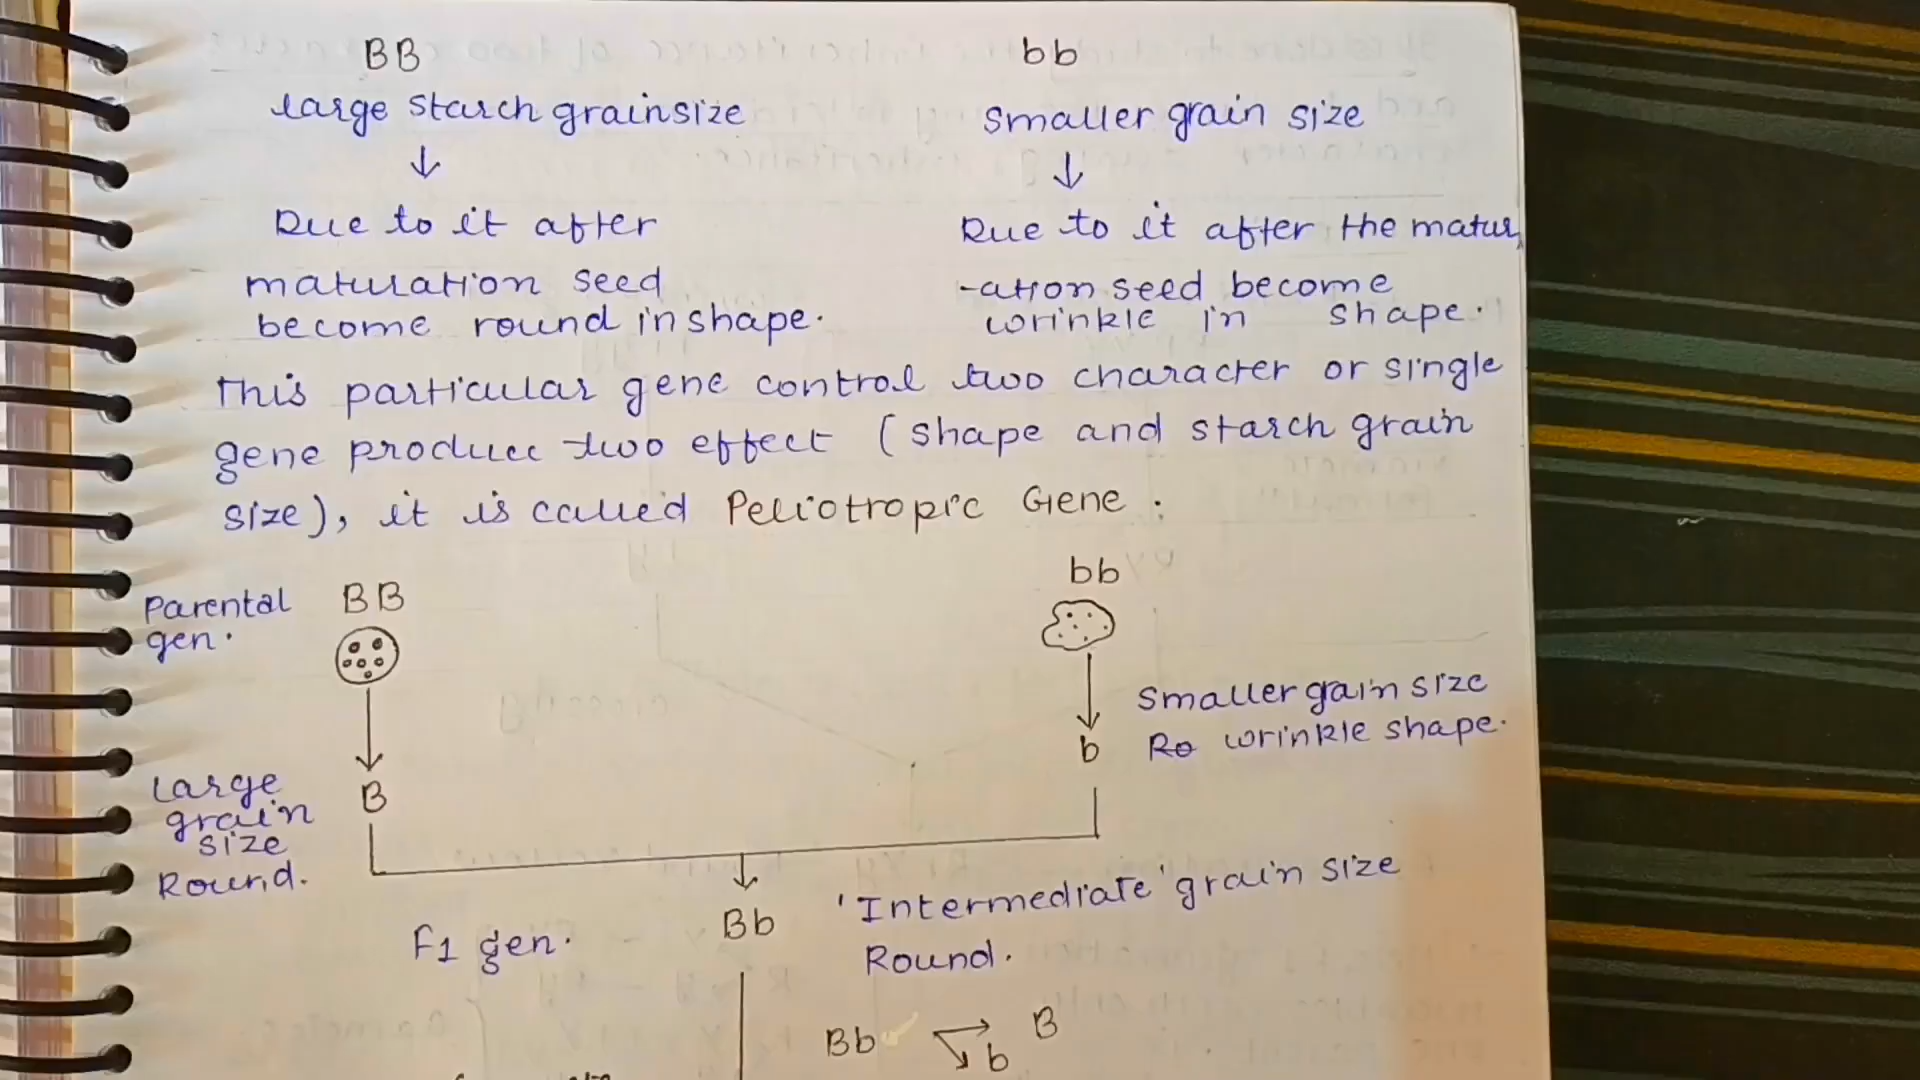 BB
bb
large starch grainsize
smaller grain size
↓
↓
Due to it after
Due to it after the matur
maturation seed
-ation seed become
become round in shape.
wrinkle in shape.
This particular gene control two character or single
gene produce two effect (shape and starch grain
size), it is called Peliotropic Gene.
Parental
gen.
BB
bb
Smaller grain size
Ro wrinkle shape.
b
Large
grain
size
Round.
B
F1 gen.
Bb
'Intermediate' grain size
Round.
Bb
B
b